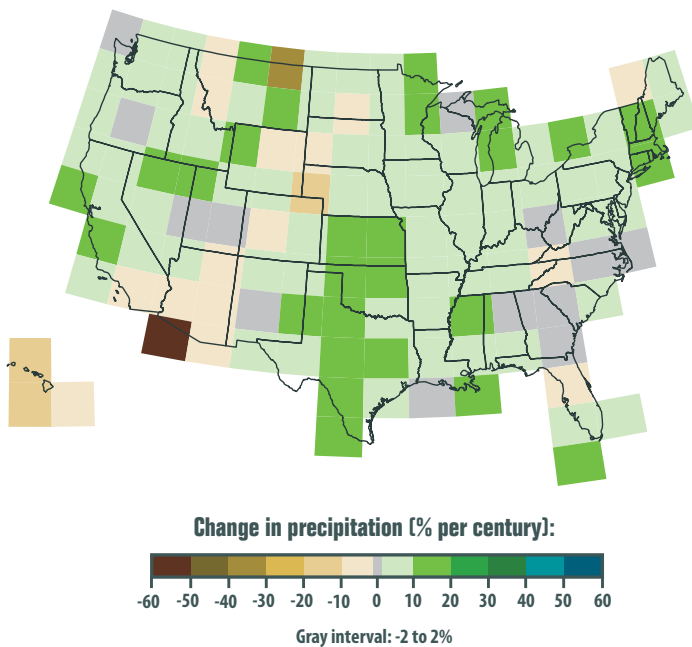 Change in precipitation (% per century):
-60 -50 -40 -30 -20 -10 0 10 20 30 40 50 60
Gray interval: -2 to 2%